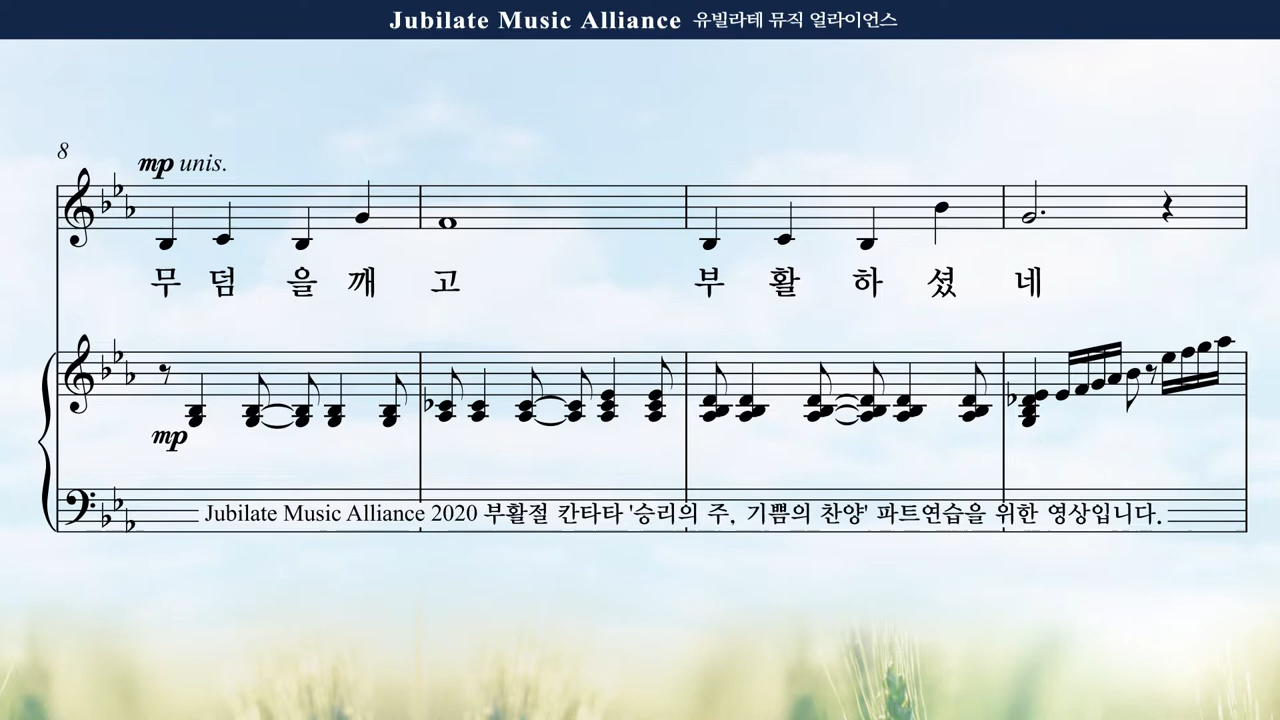 Jubilate Music Alliance 유빌라테 뮤직 얼라이언스
8
mp unis.
무 덤 을 깨 고 부 활 하 셨 네
mp
Jubilate Music Alliance 2020 부활절 칸타타 '승리의 주, 기쁨의 찬양' 파트연습을 위한 영상입니다.